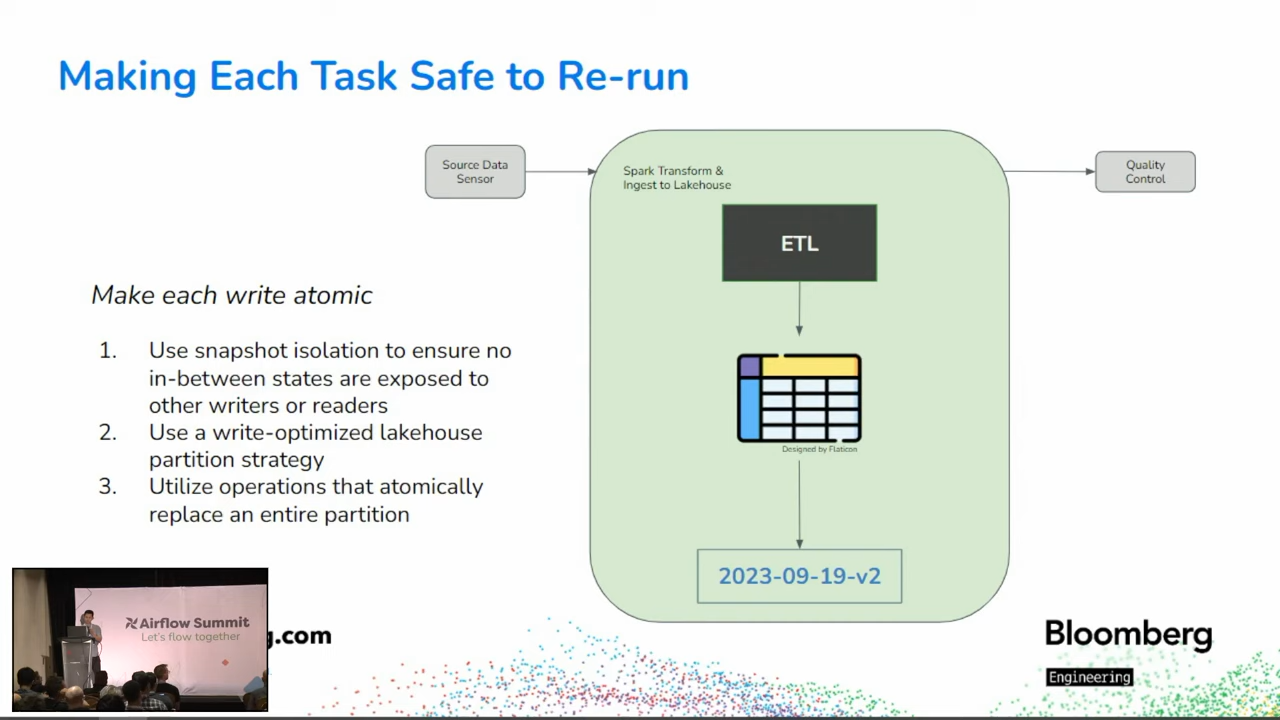 Making Each Task Safe to Re-run
Source Data
Sensor
Spark Transform &
Ingest to Lakehouse
Quality
Control
ETL
Make each write atomic
1. Use snapshot isolation to ensure no
in-between states are exposed to
other writers or readers
2. Use a write-optimized lakehouse
partition strategy
3. Utilize operations that atomically
replace an entire partition
Designed by Flaticon
2023-09-19-v2
Airflow Summit
Let's flow together
g.com
Bloomberg
Engineering